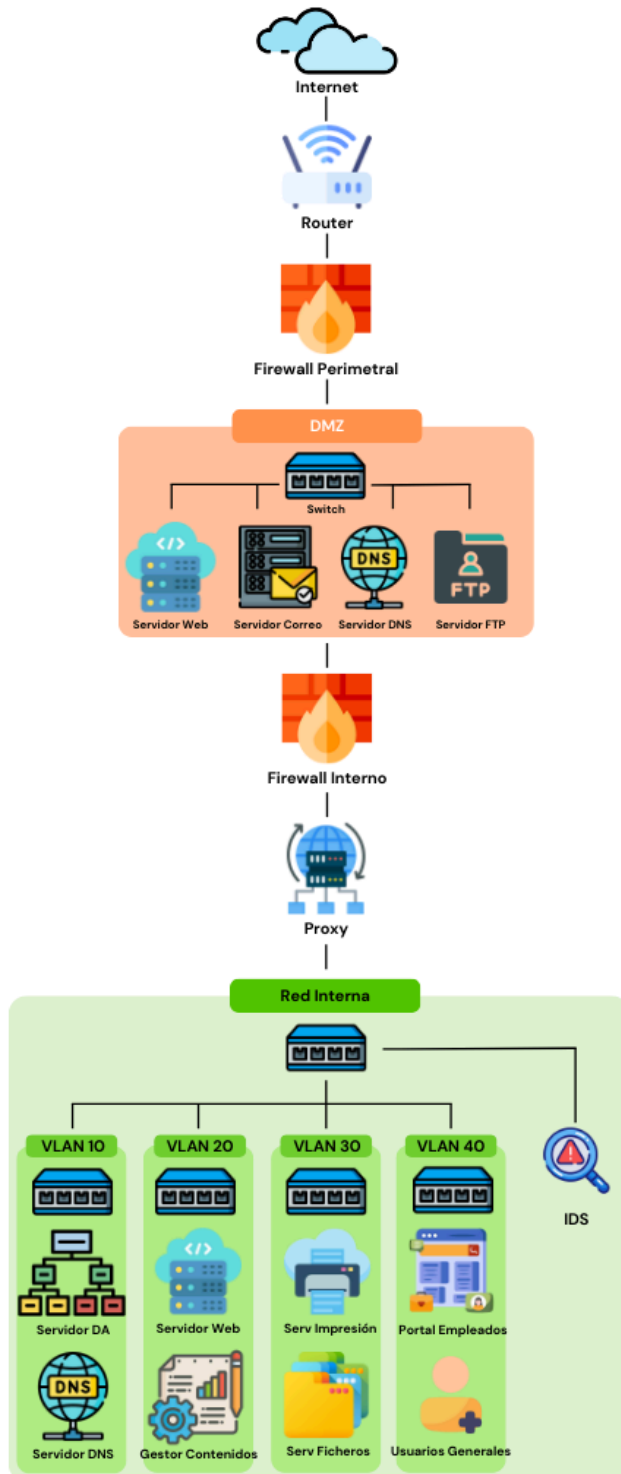 Internet
Router
Firewall Perimetral
DMZ
Switch
</>
DNS
FTP
Servidor Web
Servidor Correo
Servidor DNS
Servidor FTP
Firewall Interno
Proxy
Red Interna
VLAN 10
VLAN 20
VLAN 30
VLAN 40
IDS
</>
Servidor DA
Servidor Web
Serv Impresión
Portal Empleados
DNS
Servidor DNS
Gestor Contenidos
Serv Ficheros
Usuarios Generales